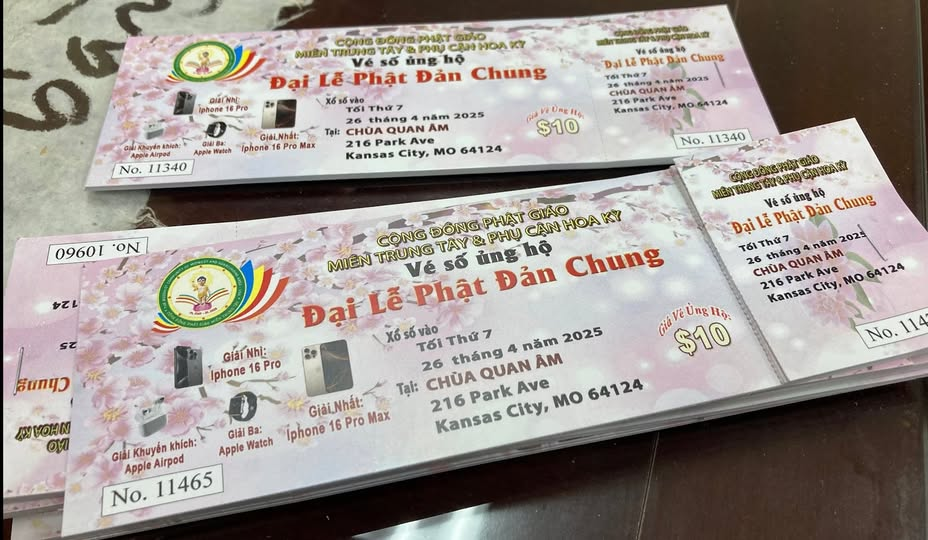 CỘNG ĐỒNG PHẬT GIÁO
MIỀN TRUNG TÂY & PHỤ CẬN HOA KỲ
Vé số ủng hộ
Đại Lễ Phật Đản Chung
Giải Nhì:
Iphone 16 Pro
Giải Khuyến khích:
Apple Airpod
Giải Ba:
Apple Watch
Giải Nhất:
iphone 16 Pro Max
Xổ số vào
Tối Thứ 7
26 tháng 4 năm 2025
Tại: CHÙA QUAN ÂM
216 Park Ave
Kansas City, MO 64124
Giá Vé Ủng Hộ:
$10
No. 11340
CỘNG ĐỒNG PHẬT GIÁO
MIỀN TRUNG TÂY & PHỤ CẬN HOA KỲ
Vé số ủng hộ
Đại Lễ Phật Đản Chung
Tối Thứ 7
26 tháng 4 năm 2025
CHÙA QUAN ÂM
216 Park Ave
Kansas City, MO 64124
No. 11340
No. 10960
124
25
Chung
N HOA KỲ
IÁO
CỘNG ĐỒNG PHẬT GIÁO
MIỀN TRUNG TÂY & PHỤ CẬN HOA KỲ
Vé số ủng hộ
Đại Lễ Phật Đản Chung
Giải Nhì:
Iphone 16 Pro
Giải Khuyến khích:
Apple Airpod
Giải Ba:
Apple Watch
Giải Nhất:
iphone 16 Pro Max
Xổ số vào
Tối Thứ 7
26 tháng 4 năm 2025
Tại: CHÙA QUAN ÂM
216 Park Ave
Kansas City, MO 64124
Giá Vé Ủng Hộ:
$10
No. 11465
CỘNG ĐỒNG PHẬT GIÁO
MIỀN TRUNG TÂY & PHỤ CẬN HOA KỲ
Vé số ủng hộ
Đại Lễ Phật Đản Chung
Tối Thứ 7
26 tháng 4 năm 2025
CHÙA QUAN ÂM
216 Park Ave
Kansas City, MO 64124
No.